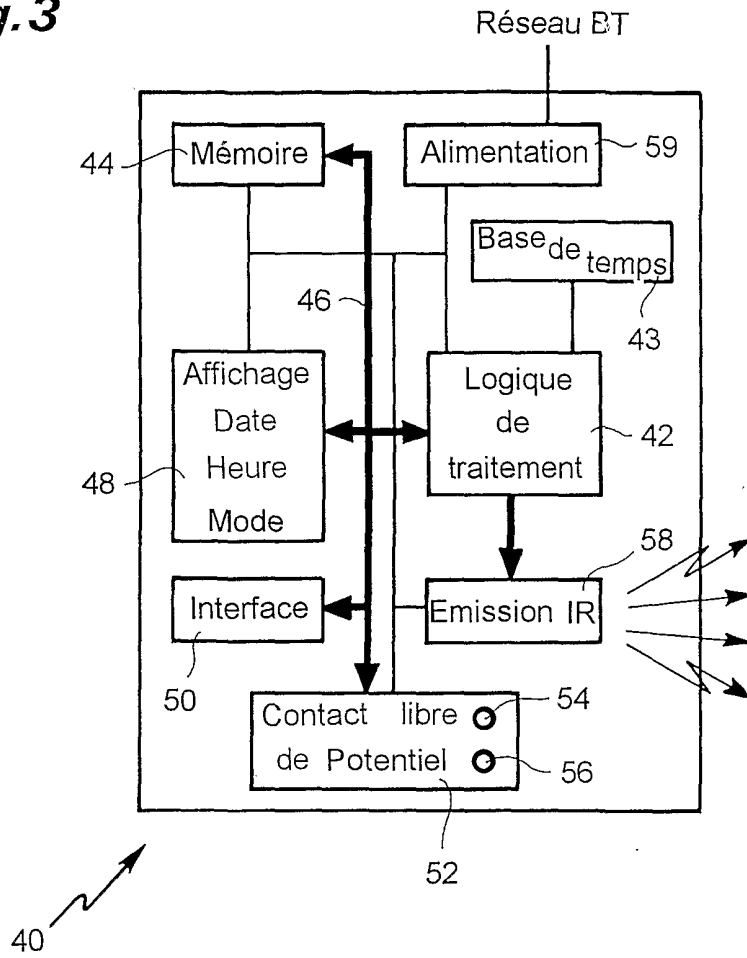 g.3
Réseau BT
44
Mémoire
Alimentation
59
Base de temps
43
46
Affichage
Date
Heure
Mode
48
Logique
de
traitement
42
58
Interface
50
Emission IR
Contact libre
de Potentiel
54
56
52
40